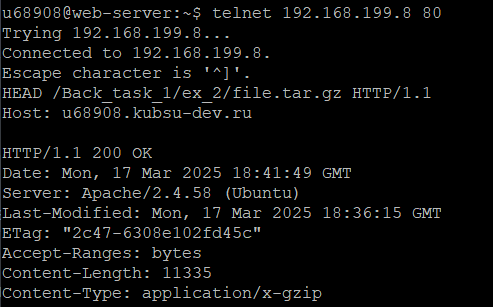 u68908@web-server:~$ telnet 192.168.199.8 80
Trying 192.168.199.8...
Connected to 192.168.199.8.
Escape character is '^]'.
HEAD /Back_task_1/ex_2/file.tar.gz HTTP/1.1
Host: u68908.kubsu-dev.ru

HTTP/1.1 200 OK
Date: Mon, 17 Mar 2025 18:41:49 GMT
Server: Apache/2.4.58 (Ubuntu)
Last-Modified: Mon, 17 Mar 2025 18:36:15 GMT
ETag: "2c47-6308e102fd45c"
Accept-Ranges: bytes
Content-Length: 11335
Content-Type: application/x-gzip